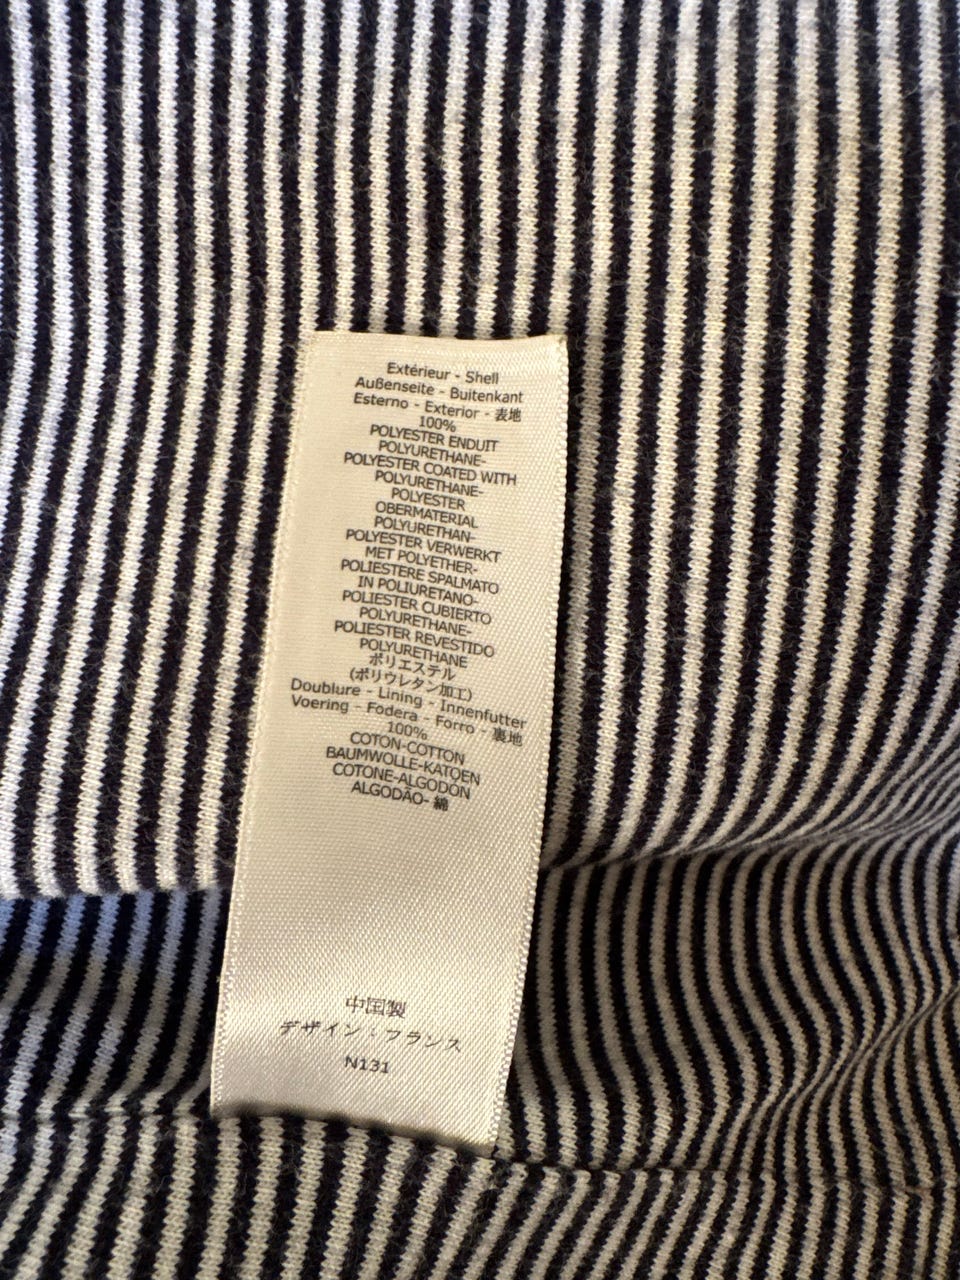 Extérieur - Shell
Außenseite - Buitenkant
Esterno - Exterior - 表地
100%
POLYESTER ENDUIT
POLYURETHANE-
POLYESTER COATED WITH
POLYURETHANE-
POLYESTER
OBERMATERIAL
POLYURETHAN-
POLYESTER VERWERKT
MET POLYETHER-
POLIESTERE SPALMATO
IN POLIURETANO-
POLIESTER CUBIERTO
POLYURETHANE-
POLIESTER REVESTIDO
POLYURETHANE
ポリエステル
(ポリウレタン加工)
Doublure - Lining - Innenfutter
Voering - Fodera - Forro - 裏地
100%
COTON-COTTON
BAUMWOLLE-KATOEN
COTONE-ALGODON
ALGODÃO- 綿
中国製
デザイン：フランス
N131